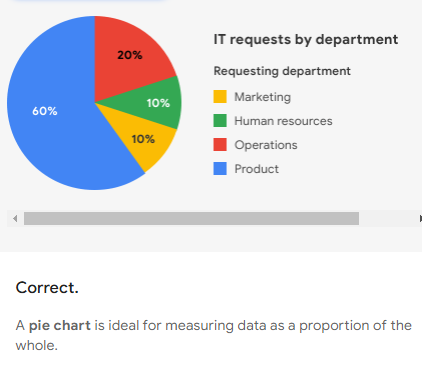 20%
10%
10%
60%
IT requests by department
Requesting department
Marketing
Human resources
Operations
Product
Correct.
A pie chart is ideal for measuring data as a proportion of the
whole.